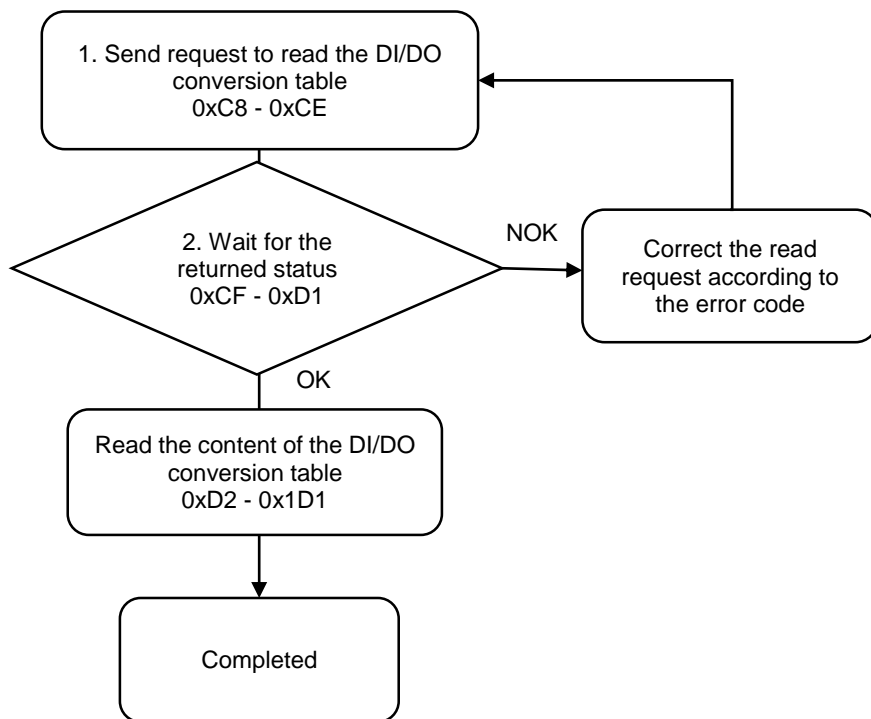 1. Send request to read the DI/DO
conversion table
0xC8 - 0xCE
2. Wait for the
returned status
0xCF - 0xD1
NOK
Correct the read
request according to
the error code
OK
Read the content of the DI/DO
conversion table
0xD2 - 0x1D1
Completed